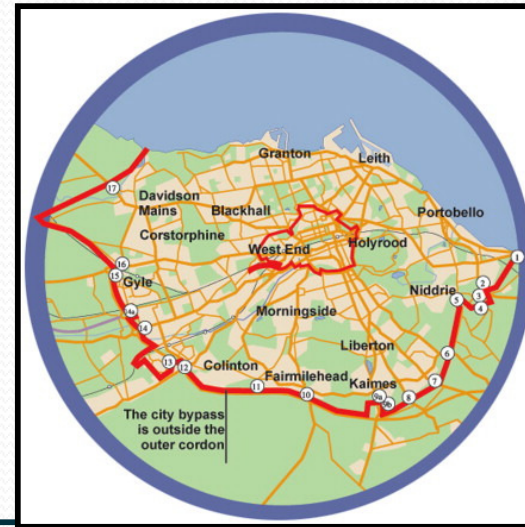 Granton
Leith
17
Davidson
Mains
Blackhall
Portobello
Corstorphine
West End
Holyrood
1
16
15
Gyle
2
Niddrie
5
3
4
14a
14
Morningside
Liberton
6
13
12
Colinton
Fairmilehead
Kaimes
7
11
10
9a
9b
8
The city bypass
is outside the
outer cordon